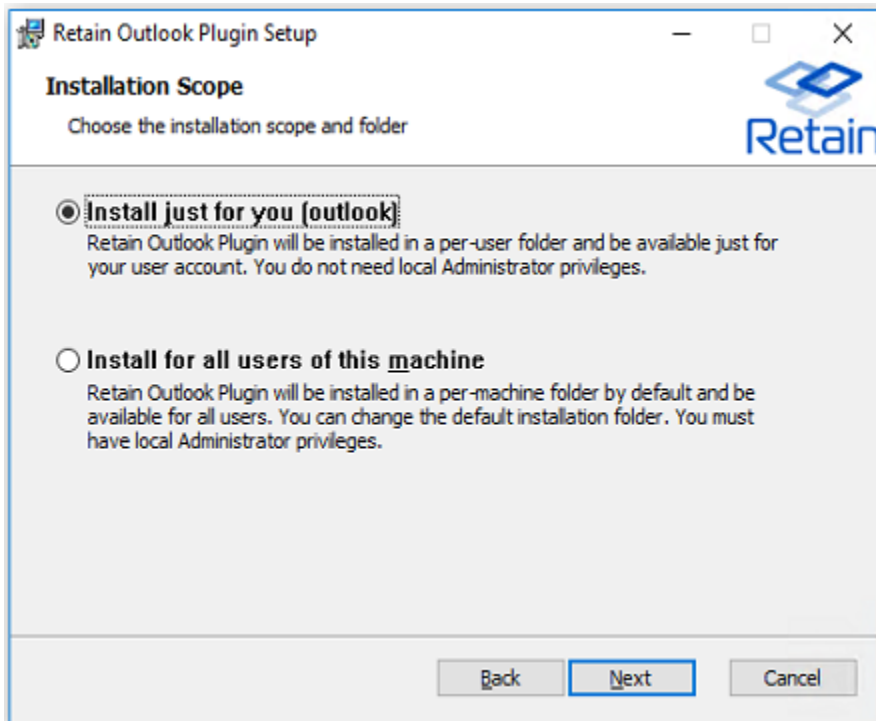 Retain Outlook Plugin Setup
Installation Scope
Choose the installation scope and folder
Retain
Install just for you (outlook)
Retain Outlook Plugin will be installed in a per-user folder and be available just for
your user account. You do not need local Administrator privileges.
Install for all users of this machine
Retain Outlook Plugin will be installed in a per-machine folder by default and be
available for all users. You can change the default installation folder. You must
have local Administrator privileges.
Back
Next
Cancel